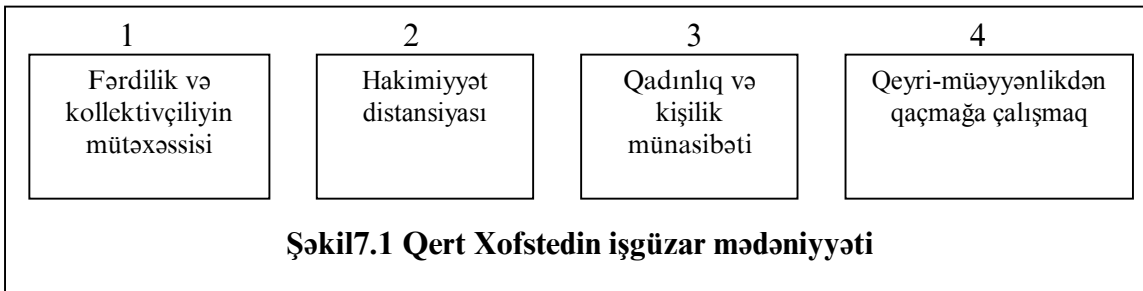 1
Fərdilik və
kollektivçiliyin
mütəxəssisi
2
Hakimiyyət
distansiyası
3
Qadınlıq və
kişilik
münasibəti
4
Qeyri-müəyyənlikdən
qaçmağa çalışmaq
Şəkil7.1 Qert Xofstedin işgüzar mədəniyyəti